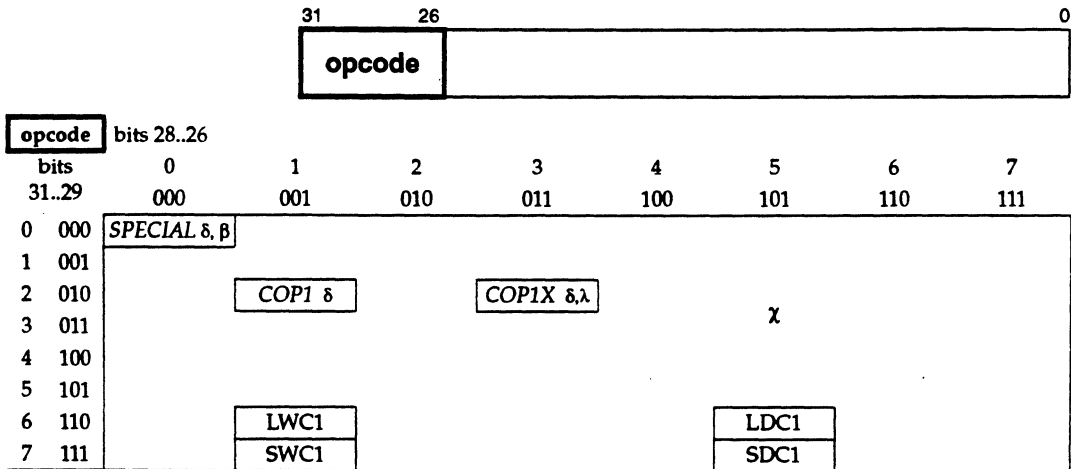 31 26 0
opcode
opcode bits 28..26
bits 0 1 2 3 4 5 6 7
31..29 000 001 010 011 100 101 110 111
0 000 SPECIAL δ, β
1 001
2 010 COP1 δ COP1X δ,λ
3 011 χ
4 100
5 101
6 110 LWC1 LDC1
7 111 SWC1 SDC1